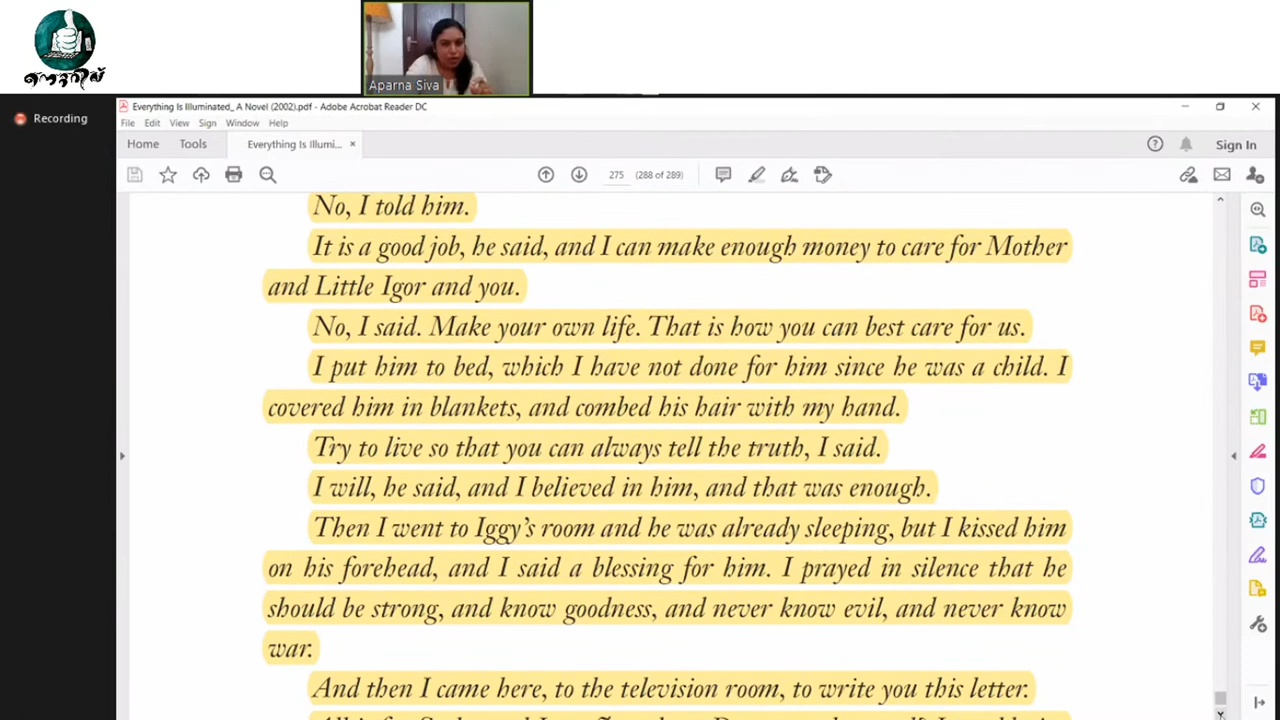 Aparna Siva
Everything Is Illuminated_ A Novel (2002).pdf - Adobe Acrobat Reader DC
Recording
File Edit View Sign Window Help
Home Tools Everything Is Illumi... ×
Sign In
275 (288 of 289)
No, I told him.
It is a good job, he said, and I can make enough money to care for Mother
and Little Igor and you.
No, I said. Make your own life. That is how you can best care for us.
I put him to bed, which I have not done for him since he was a child. I
covered him in blankets, and combed his hair with my hand.
Try to live so that you can always tell the truth, I said.
I will, he said, and I believed in him, and that was enough.
Then I went to Iggy's room and he was already sleeping, but I kissed him
on his forehead, and I said a blessing for him. I prayed in silence that he
should be strong, and know goodness, and never know evil, and never know
war.
And then I came here, to the television room, to write you this letter.